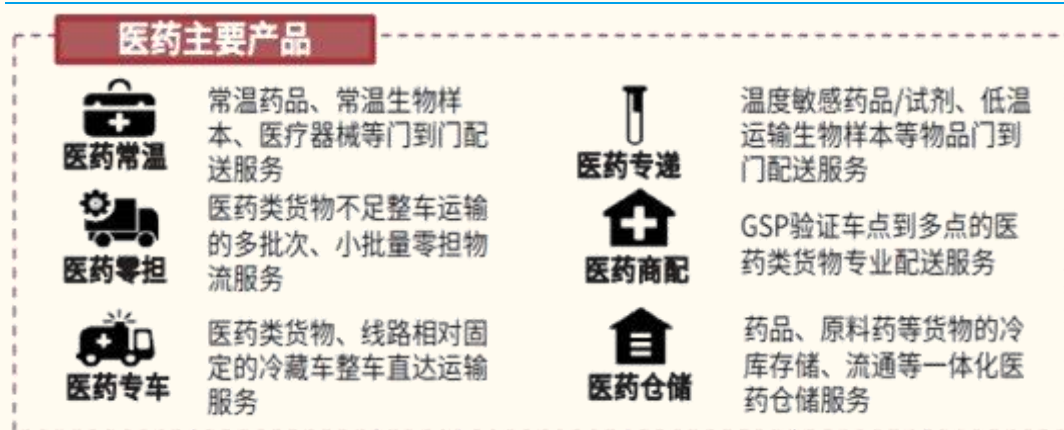 医药主要产品
常温药品、常温生物样
本、医疗器械等门到门配
送服务
医药常温
医药类货物不足整车运输
的多批次、小批量零担物
流服务
医药零担
医药类货物、线路相对固
定的冷藏车整车直达运输
服务
医药专车
温度敏感药品/试剂、低温
运输生物样本等物品门到
门配送服务
医药专递
GSP验证车点到多点的医
药类货物专业配送服务
医药商配
药品、原料药等货物的冷
库存储、流通等一体化医
药仓储服务
医药仓储